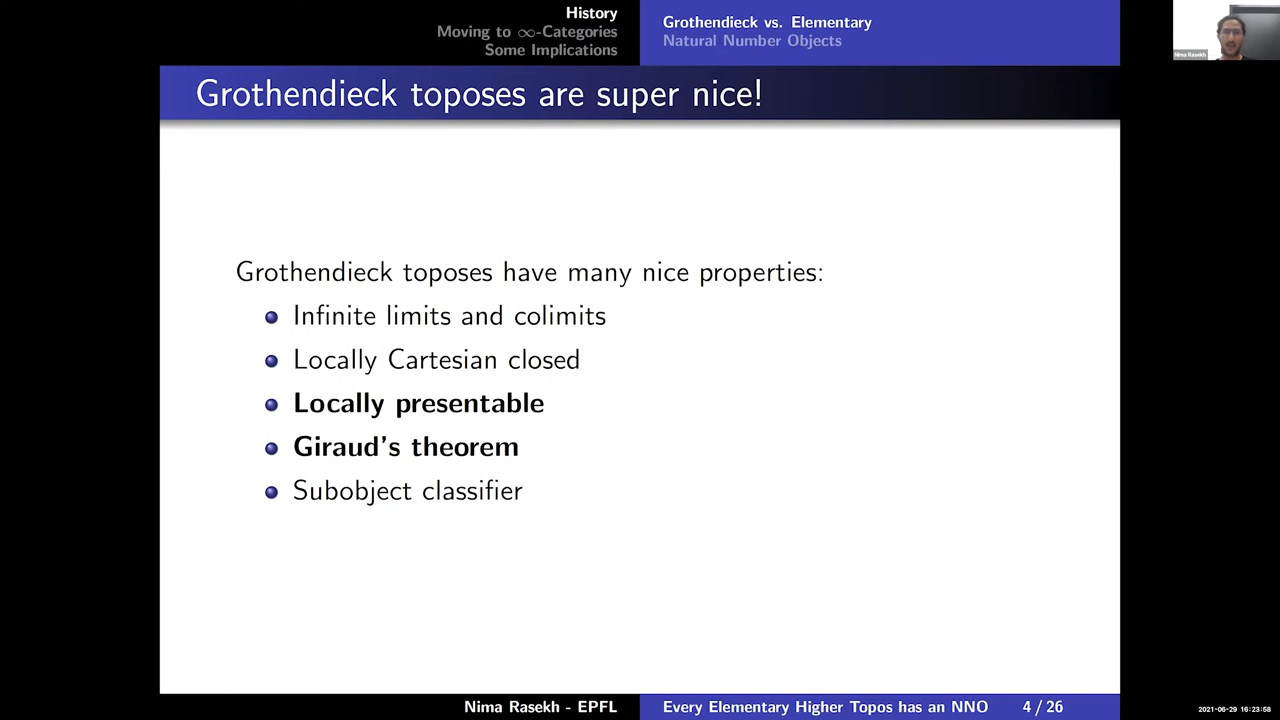 History
Moving to ∞-Categories
Some Implications
Grothendieck vs. Elementary
Natural Number Objects
Nima Rasekh
Grothendieck toposes are super nice!
Grothendieck toposes have many nice properties:
Infinite limits and colimits
Locally Cartesian closed
Locally presentable
Giraud's theorem
Subobject classifier
Nima Rasekh - EPFL
Every Elementary Higher Topos has an NNO
4 / 26
2021-06-29 16:23:58